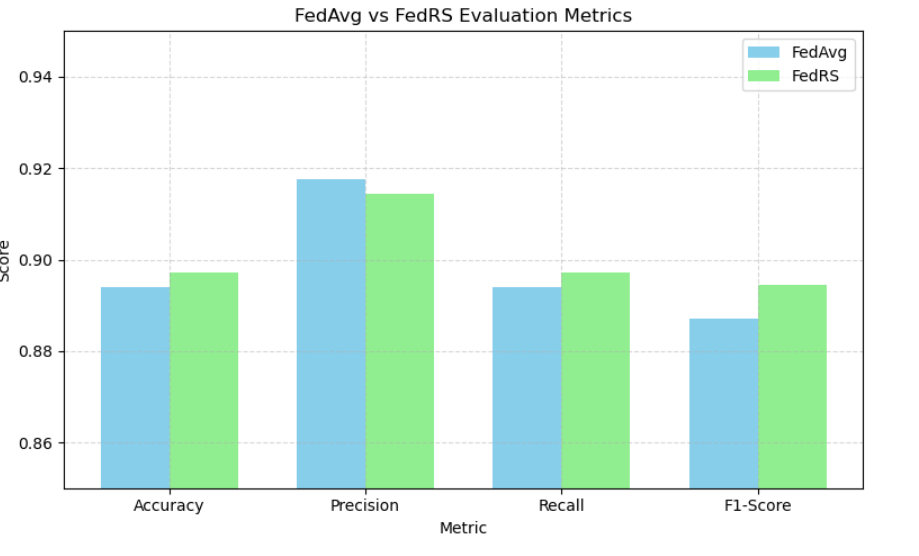 FedAvg vs FedRS Evaluation Metrics
FedAvg
FedRS
0.94
0.92
0.90
0.88
0.86
Score
Accuracy
Precision
Recall
F1-Score
Metric